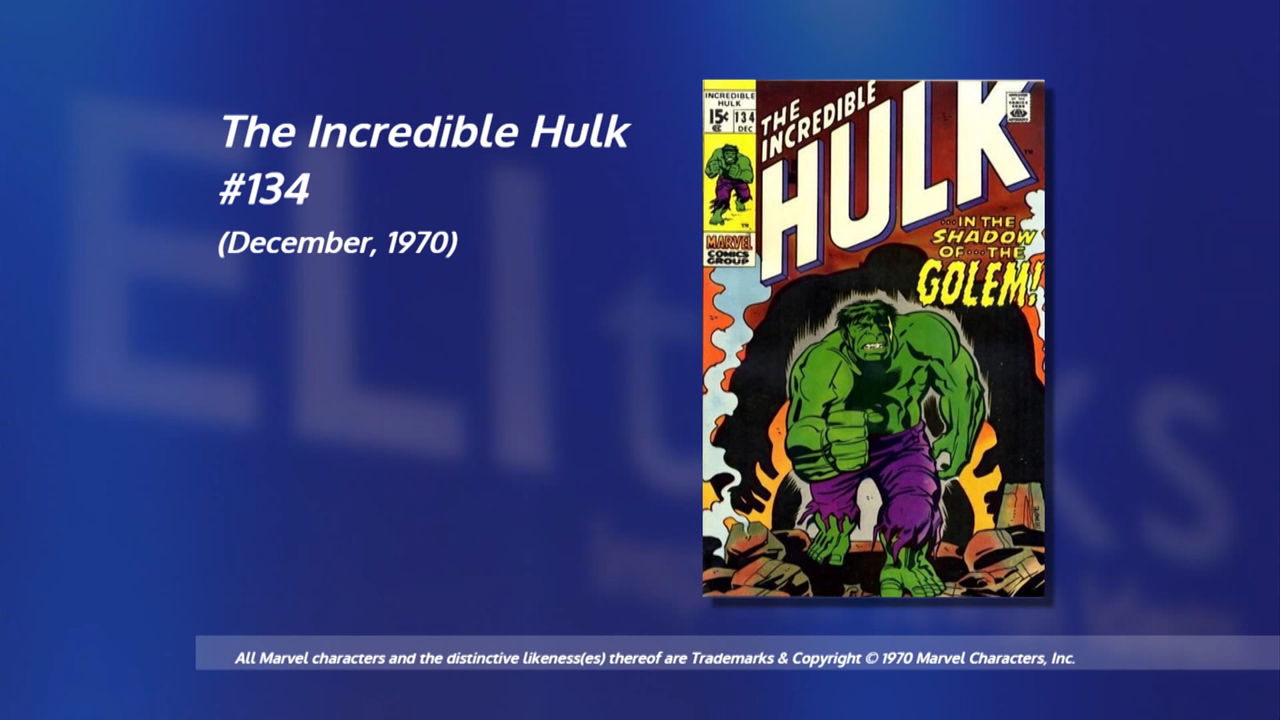 The Incredible Hulk
#134
(December, 1970)
INCREDIBLE
HULK
15¢
134
DEC
MARVEL
COMICS
GROUP
THE
INCREDIBLE
HULK
...IN THE
SHADOW
OF...THE
GOLEM!
All Marvel characters and the distinctive likeness(es) thereof are Trademarks & Copyright © 1970 Marvel Characters, Inc.